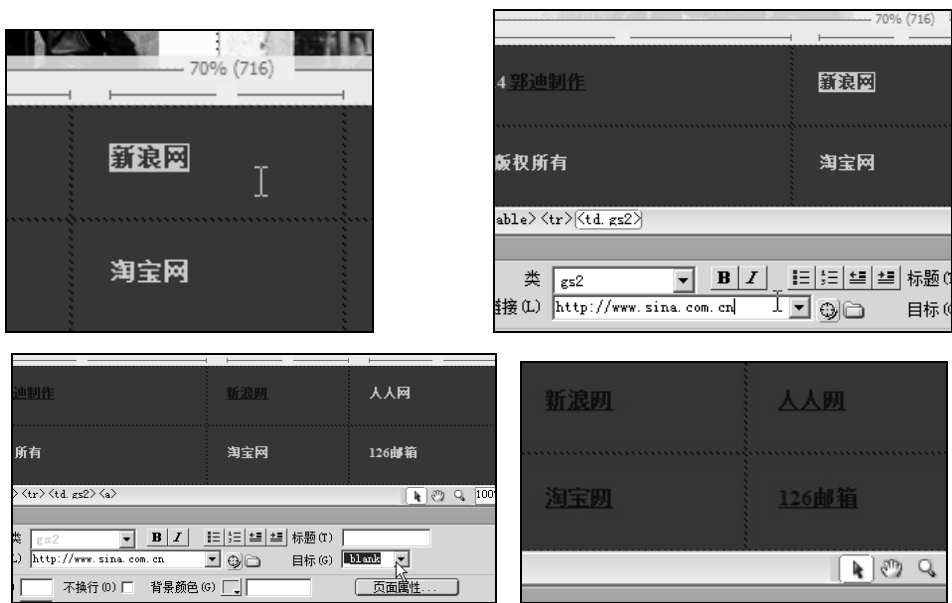 70% (716)
新浪网
淘宝网
70% (716)
4 郭迪制作 新浪网
版权所有 淘宝网
able> <tr> <td.gs2>
类 gs2 B I 标题
链接(L) http://www.sina.com.cn 目标
迪制作 新浪网 人人网
所有 淘宝网 126邮箱
> <tr> <td.gs2> <a> 100
类 gs2 B I 标题(T)
L) http://www.sina.com.cn 目标(G) _blank
不换行(O) 背景颜色(G) 页面属性...
新浪网 人人网
淘宝网 126邮箱